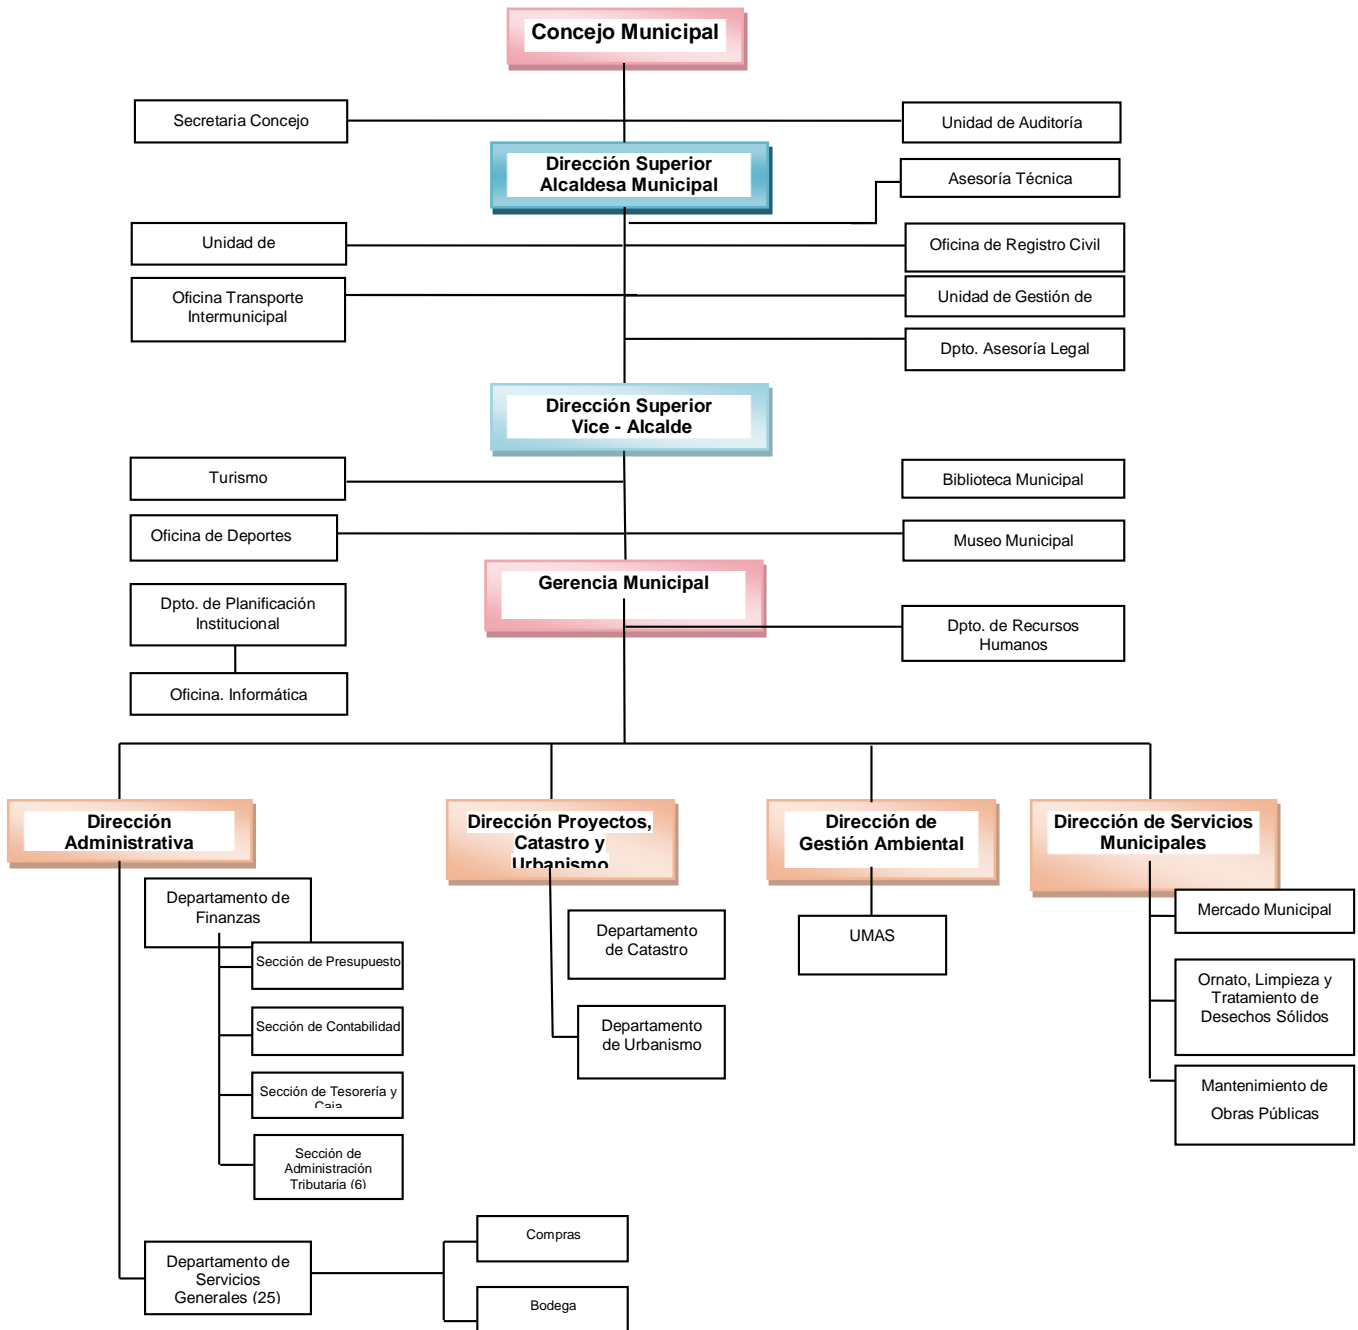 Concejo Municipal
Secretaria Concejo
Unidad de Auditoría
Dirección Superior
Alcaldesa Municipal
Asesoría Técnica
Unidad de
Oficina de Registro Civil
Oficina Transporte
Intermunicipal
Unidad de Gestión de
Dpto. Asesoría Legal
Dirección Superior
Vice - Alcalde
Turismo
Biblioteca Municipal
Oficina de Deportes
Museo Municipal
Gerencia Municipal
Dpto. de Planificación
Institucional
Dpto. de Recursos
Humanos
Oficina. Informática
Dirección
Administrativa
Dirección Proyectos,
Catastro y
Urbanismo
Dirección de
Gestión Ambiental
Dirección de Servicios
Municipales
Departamento de
Finanzas
Sección de Presupuesto
Sección de Contabilidad
Sección de Tesorería y
Caja
Sección de
Administración
Tributaria (6)
Departamento de
Servicios
Generales (25)
Compras
Bodega
Departamento
de Catastro
Departamento
de Urbanismo
UMAS
Mercado Municipal
Ornato, Limpieza y
Tratamiento de
Desechos Sólidos
Mantenimiento de
Obras Públicas